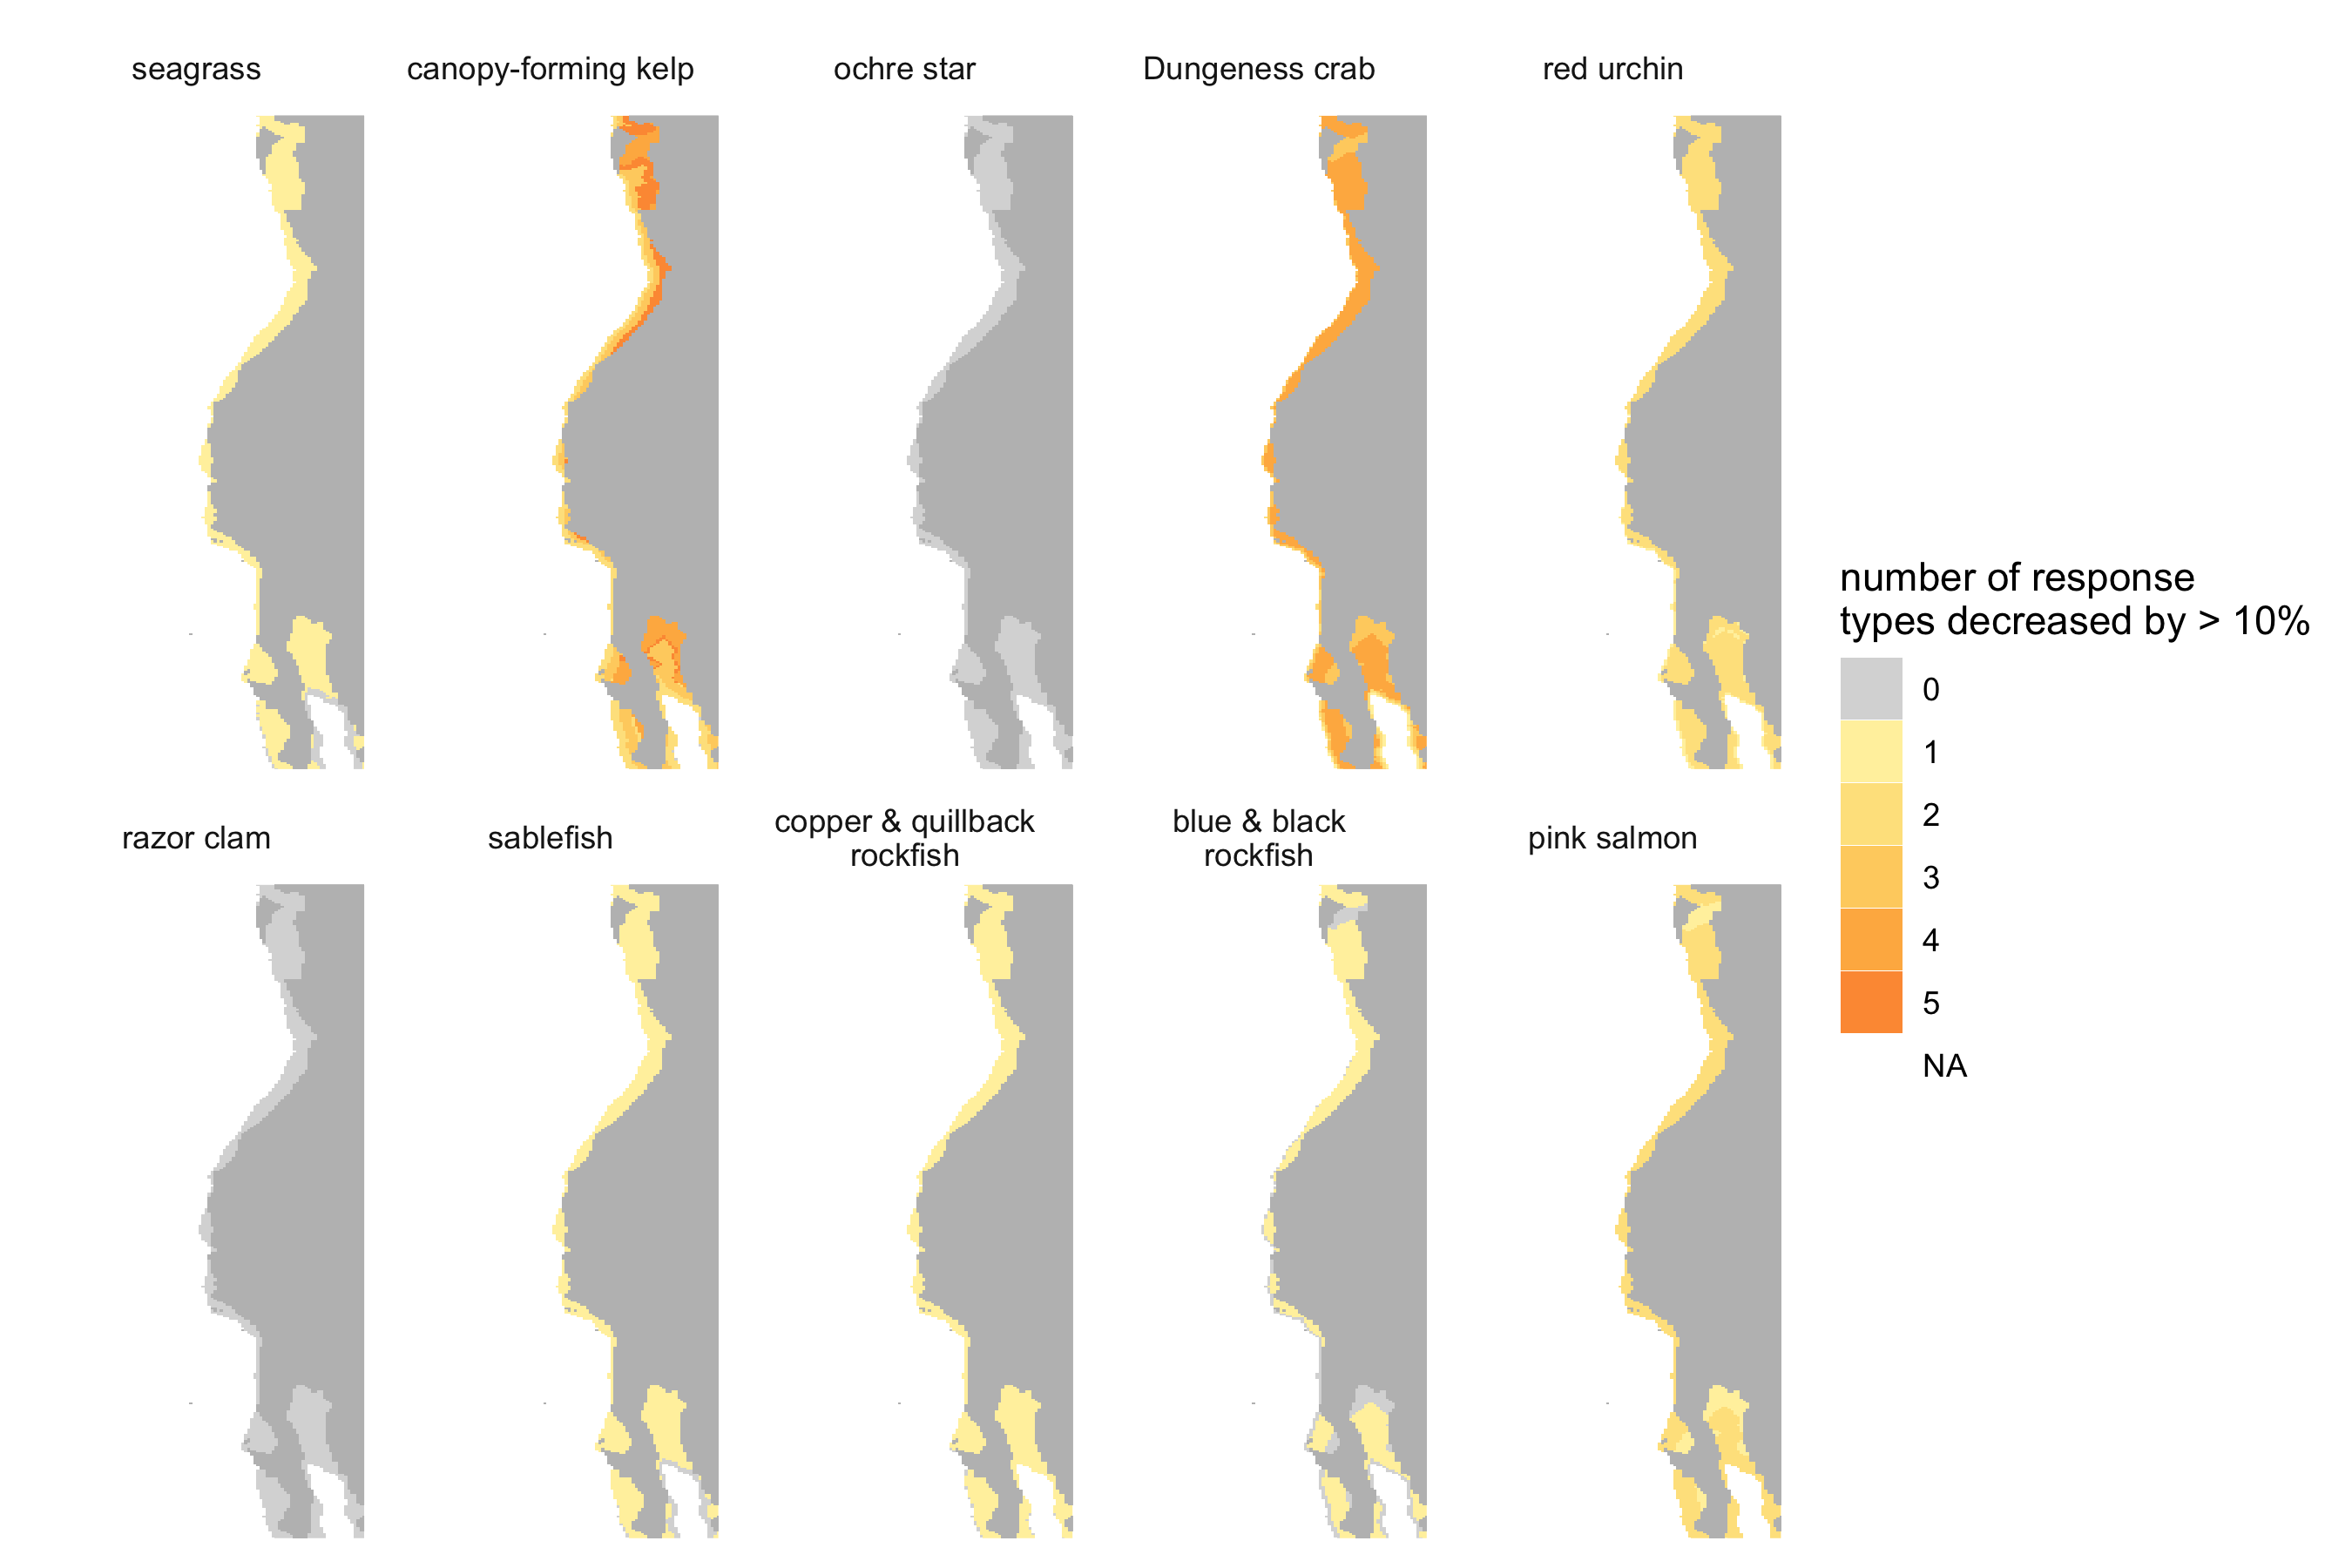 seagrass
canopy-forming kelp
ochre star
Dungeness crab
red urchin
razor clam
sablefish
copper & quillback
rockfish
blue & black
rockfish
pink salmon
number of response
types decreased by > 10%
0
1
2
3
4
5
NA